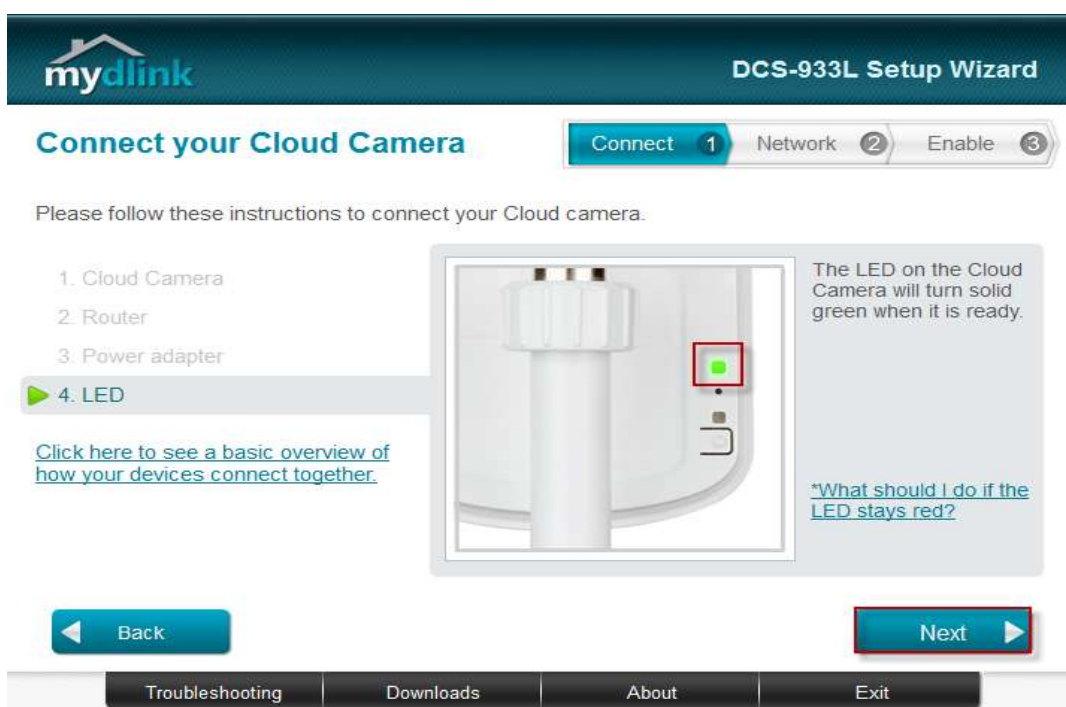 mydlink
DCS-933L Setup Wizard
Connect your Cloud Camera
Connect 1 Network 2 Enable 3
Please follow these instructions to connect your Cloud camera.
1. Cloud Camera
2. Router
3. Power adapter
4. LED
Click here to see a basic overview of
how your devices connect together.
The LED on the Cloud
Camera will turn solid
green when it is ready.
*What should I do if the
LED stays red?
Back
Next
Troubleshooting Downloads About Exit